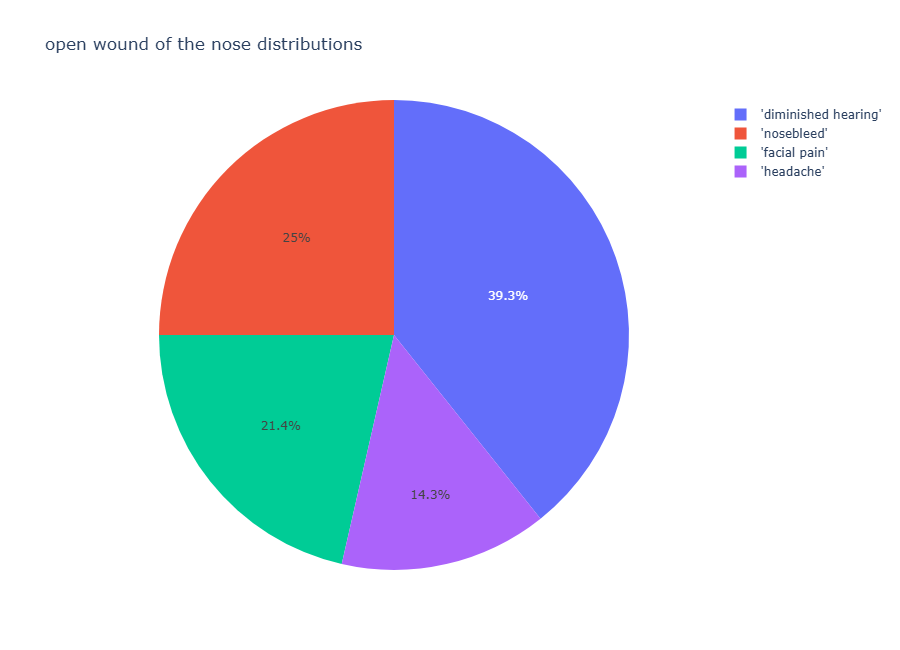 open wound of the nose distributions
'diminished hearing'
'nosebleed'
'facial pain'
'headache'
25%
39.3%
21.4%
14.3%